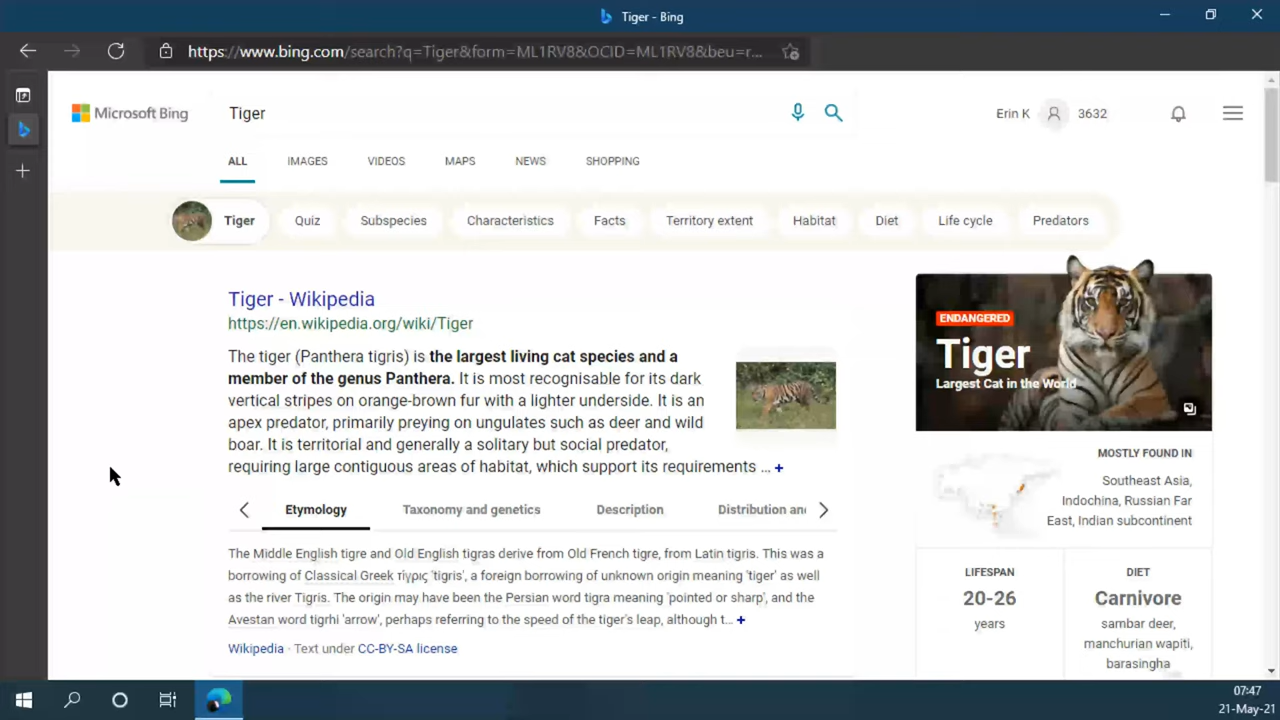 Tiger - Bing
https://www.bing.com/search?q=Tiger&form=ML1RV8&OCID=ML1RV8&beu=r...
Microsoft Bing
Tiger
Erin K
3632
ALL
IMAGES
VIDEOS
MAPS
NEWS
SHOPPING
Tiger
Quiz
Subspecies
Characteristics
Facts
Territory extent
Habitat
Diet
Life cycle
Predators
Tiger - Wikipedia
https://en.wikipedia.org/wiki/Tiger
The tiger (Panthera tigris) is the largest living cat species and a
member of the genus Panthera. It is most recognisable for its dark
vertical stripes on orange-brown fur with a lighter underside. It is an
apex predator, primarily preying on ungulates such as deer and wild
boar. It is territorial and generally a solitary but social predator,
requiring large contiguous areas of habitat, which support its requirements ... +
Etymology
Taxonomy and genetics
Description
Distribution an
The Middle English tigre and Old English tigras derive from Old French tigre, from Latin tigris. This was a
borrowing of Classical Greek τίγρις 'tigris', a foreign borrowing of unknown origin meaning 'tiger' as well
as the river Tigris. The origin may have been the Persian word tigra meaning 'pointed or sharp', and the
Avestan word tigrhi 'arrow', perhaps referring to the speed of the tiger's leap, although t... +
Wikipedia · Text under CC-BY-SA license
ENDANGERED
Tiger
Largest Cat in the World
MOSTLY FOUND IN
Southeast Asia,
Indochina, Russian Far
East, Indian subcontinent
LIFESPAN
20-26
years
DIET
Carnivore
sambar deer,
manchurian wapiti,
barasingha
07:47
21-May-21